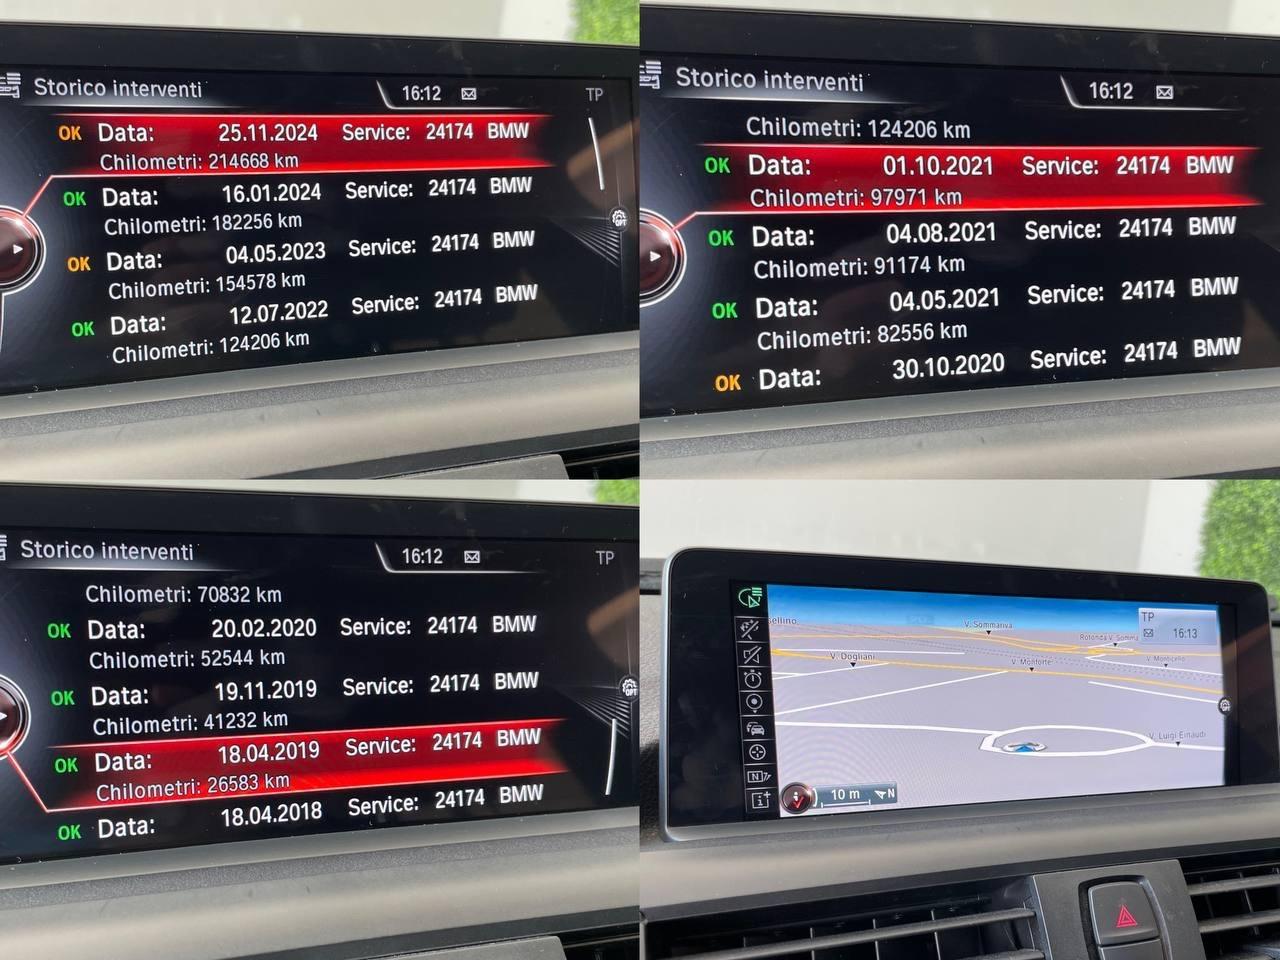 Storico interventi
16:12
TP
OK Data: 25.11.2024 Service: 24174 BMW
Chilometri: 214668 km
OK Data: 16.01.2024 Service: 24174 BMW
Chilometri: 182256 km
OK Data: 04.05.2023 Service: 24174 BMW
Chilometri: 154578 km
OK Data: 12.07.2022 Service: 24174 BMW
Chilometri: 124206 km
OPT
Storico interventi
16:12
Chilometri: 124206 km
OK Data: 01.10.2021 Service: 24174 BMW
Chilometri: 97971 km
OK Data: 04.08.2021 Service: 24174 BMW
Chilometri: 91174 km
OK Data: 04.05.2021 Service: 24174 BMW
Chilometri: 82556 km
OK Data: 30.10.2020 Service: 24174 BMW
Storico interventi
16:12
TP
Chilometri: 70832 km
OK Data: 20.02.2020 Service: 24174 BMW
Chilometri: 52544 km
OK Data: 19.11.2019 Service: 24174 BMW
Chilometri: 41232 km
OK Data: 18.04.2019 Service: 24174 BMW
Chilometri: 26583 km
OK Data: 18.04.2018 Service: 24174 BMW
OPT
TP
16:13
sellino
V. Sommariva
Rotonda V. Somma
V. Dogliani
V. Monforte
V. Monticello
V. Luigi Einaudi
OPT
10 m
N